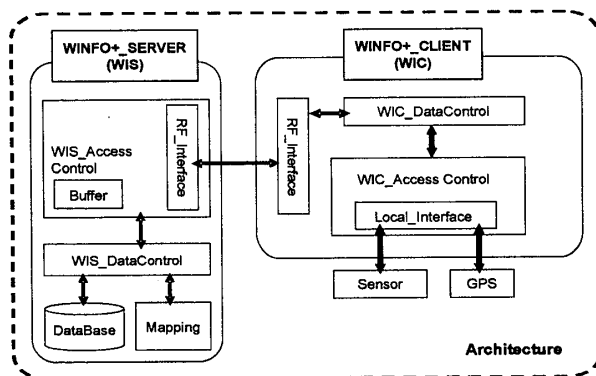 WINFO+_SERVER
(WIS)
WINFO+_CLIENT
(WIC)
WIS_Access
Control
Buffer
RF_Interface
RF_Interface
WIC_DataControl
WIC_Access Control
Local_Interface
WIS_DataControl
DataBase
Mapping
Sensor
GPS
Architecture